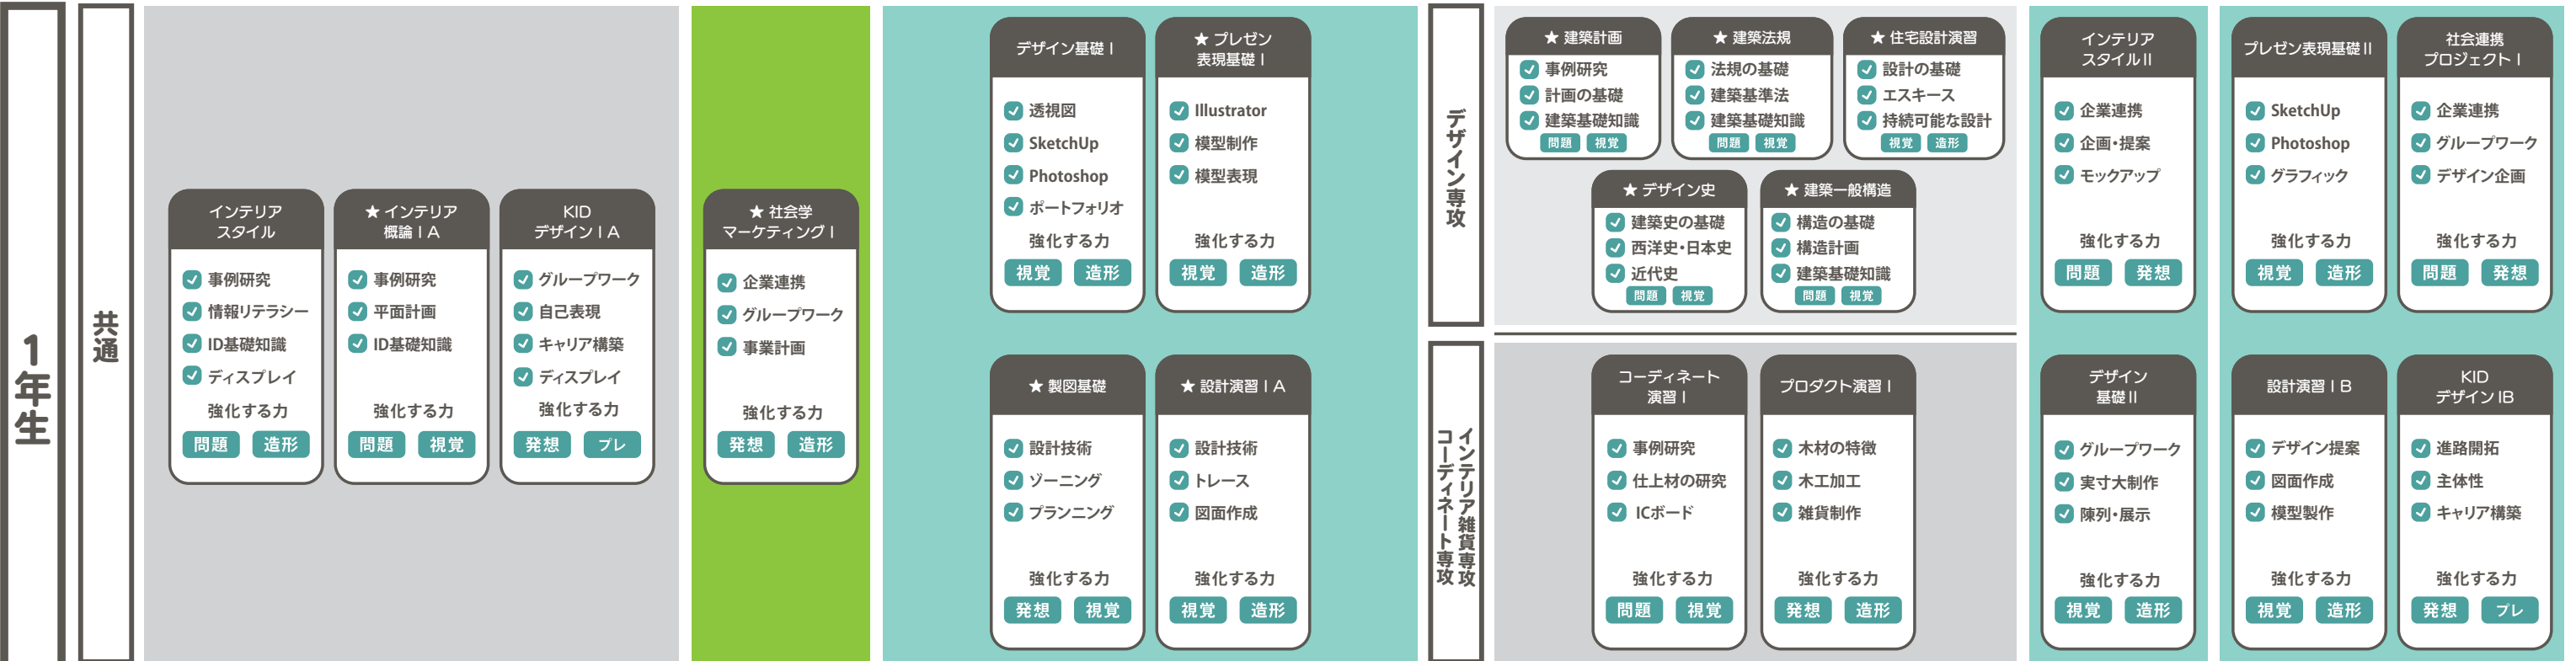 1年生
共通
インテリア
スタイル
事例研究
情報リテラシー
ID基礎知識
ディスプレイ
強化する力
問題 造形
★ インテリア
概論ⅠA
事例研究
平面計画
ID基礎知識
強化する力
問題 視覚
KID
デザインⅠA
グループワーク
自己表現
キャリア構築
ディスプレイ
強化する力
発想 プレ
★ 社会学
マーケティングⅠ
企業連携
グループワーク
事業計画
強化する力
発想 造形
デザイン基礎Ⅰ
透視図
SketchUp
Photoshop
ポートフォリオ
強化する力
視覚 造形
★ プレゼン
表現基礎Ⅰ
Illustrator
模型制作
模型表現
強化する力
視覚 造形
★ 製図基礎
設計技術
ゾーニング
プランニング
強化する力
発想 視覚
★ 設計演習ⅠA
設計技術
トレース
図面作成
強化する力
視覚 造形
デザイン専攻
★ 建築計画
事例研究
計画の基礎
建築基礎知識
問題 視覚
★ 建築法規
法規の基礎
建築基準法
建築基礎知識
問題 視覚
★ 住宅設計演習
設計の基礎
エスキース
持続可能な設計
視覚 造形
★ デザイン史
建築史の基礎
西洋史・日本史
近代史
問題 視覚
★ 建築一般構造
構造の基礎
構造計画
建築基礎知識
問題 視覚
インテリア雑貨専攻
コーディネート専攻
コーディネート
演習Ⅰ
事例研究
仕上材の研究
ICボード
強化する力
問題 視覚
プロダクト演習Ⅰ
木材の特徴
木工加工
雑貨制作
強化する力
発想 造形
インテリア
スタイルⅡ
企業連携
企画・提案
モックアップ
強化する力
問題 発想
デザイン
基礎Ⅱ
グループワーク
実寸大制作
陳列・展示
強化する力
視覚 造形
プレゼン表現基礎Ⅱ
SketchUp
Photoshop
グラフィック
強化する力
視覚 造形
社会連携
プロジェクトⅠ
企業連携
グループワーク
デザイン企画
強化する力
問題 発想
設計演習ⅠB
デザイン提案
図面作成
模型製作
強化する力
視覚 造形
KID
デザインⅠB
進路開拓
主体性
キャリア構築
強化する力
発想 プレ